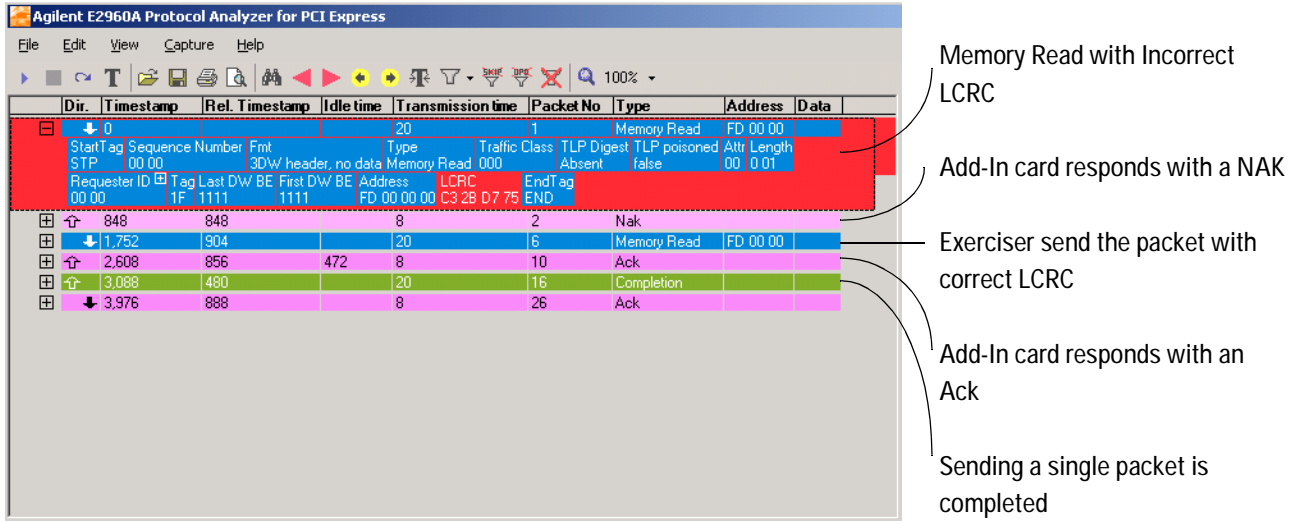 Agilent E2960A Protocol Analyzer for PCI Express
File Edit View Capture Help
T SKIP DPO 100%
Dir. Timestamp Rel. Timestamp Idle time Transmission time Packet No Type Address Data
0 20 1 Memory Read FD 00 00
StartTag Sequence Number Fmt Type Traffic Class TLP Digest TLP poisoned Attr Length
STP 00 00 3DW header, no data Memory Read 000 Absent false 00 0 01
Requester ID Tag Last DW BE First DW BE Address LCRC EndTag
00 00 1F 1111 1111 FD 00 00 00 C3 2B D7 75 END
848 848 8 2 Nak
1,752 904 20 6 Memory Read FD 00 00
2,608 856 472 8 10 Ack
3,088 480 20 16 Completion
3,976 888 8 26 Ack
Memory Read with Incorrect
LCRC
Add-In card responds with a NAK
Exerciser send the packet with
correct LCRC
Add-In card responds with an
Ack
Sending a single packet is
completed